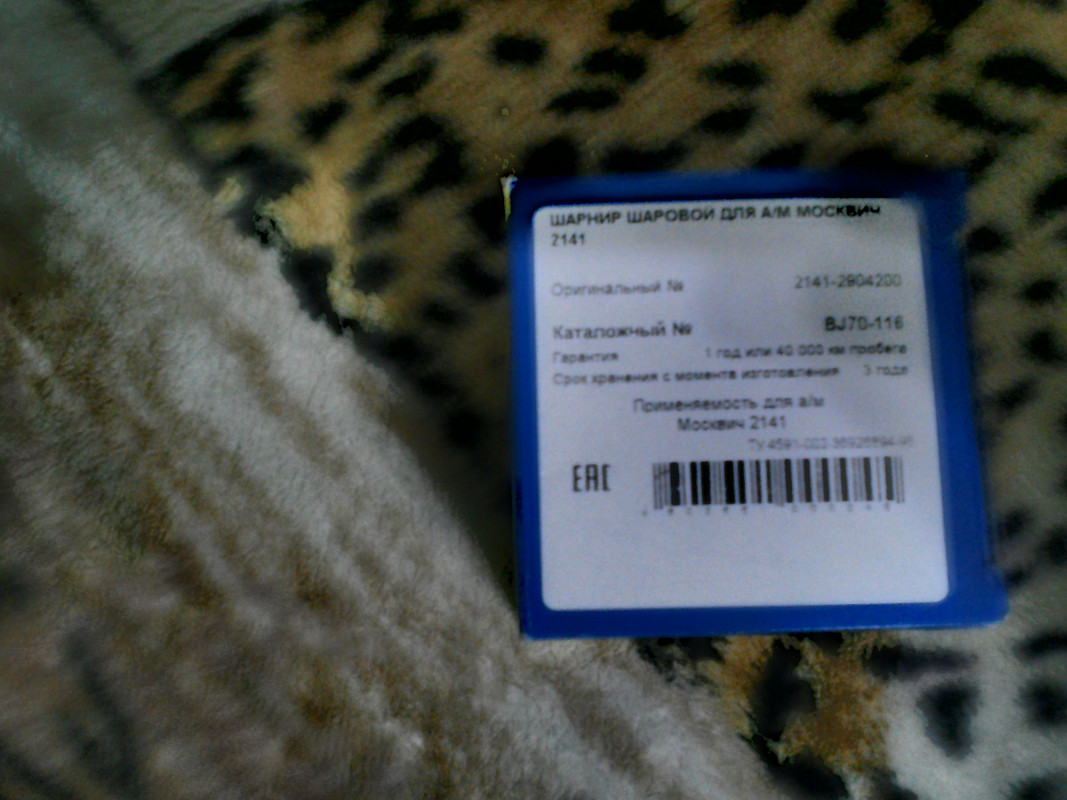 ШАРНИР ШАРОВОЙ ДЛЯ А/М МОСКВИЧ
2141
Оригинальный № 2141-2904200
Каталожный № BJ70-116
Гарантия 1 год или 40 000 км пробега
Срок хранения с момента изготовления 3 года
Применяемость для а/м
Москвич 2141
ТУ
EAC